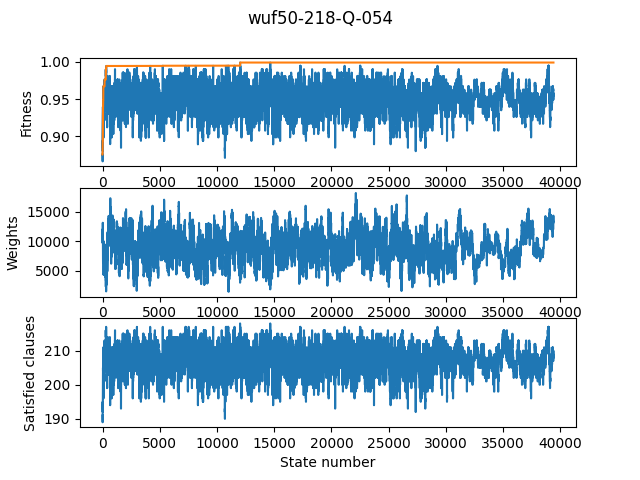 wuf50-218-Q-054
1.00
0.95
0.90
Fitness
0 5000 10000 15000 20000 25000 30000 35000 40000
15000
10000
5000
Weights
0 5000 10000 15000 20000 25000 30000 35000 40000
210
200
190
Satisfied clauses
0 5000 10000 15000 20000 25000 30000 35000 40000
State number